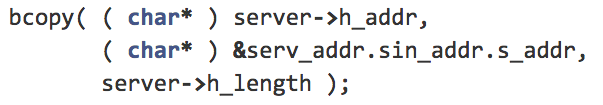 bcopy( ( char* ) server->h_addr,
( char* ) &serv_addr.sin_addr.s_addr,
server->h_length );